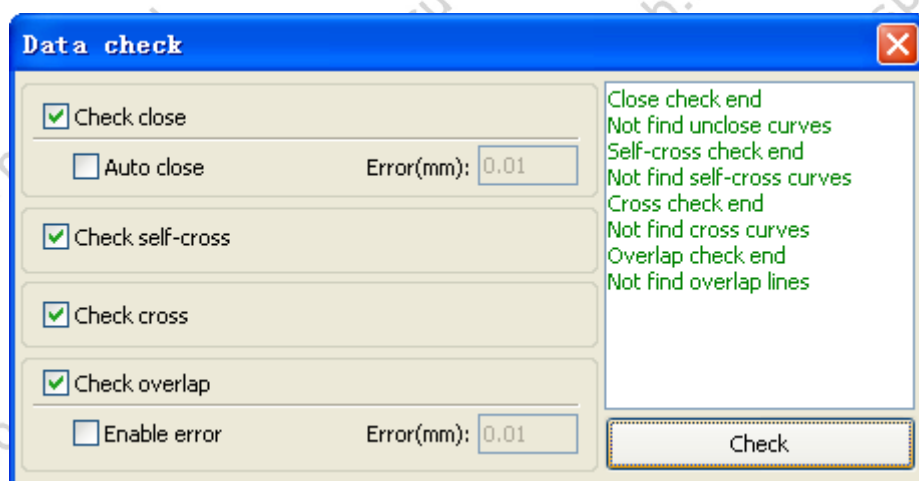 Data check
Check close
Auto close Error(mm): 0.01
Check self-cross
Check cross
Check overlap
Enable error Error(mm): 0.01
Close check end
Not find unclose curves
Self-cross check end
Not find self-cross curves
Cross check end
Not find cross curves
Overlap check end
Not find overlap lines
Check